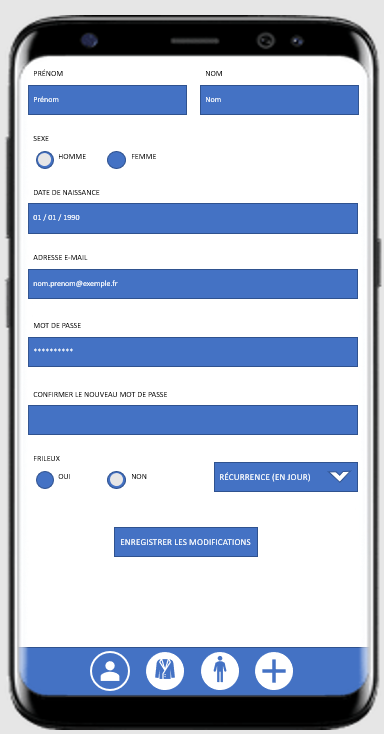 PRÉNOM NOM
Prénom Nom
SEXE
HOMME FEMME
DATE DE NAISSANCE
01 / 01 / 1990
ADRESSE E-MAIL
nom.prenom@exemple.fr
MOT DE PASSE
**********
CONFIRMER LE NOUVEAU MOT DE PASSE
FRILEUX
OUI NON RÉCURRENCE (EN JOUR)
ENREGISTRER LES MODIFICATIONS